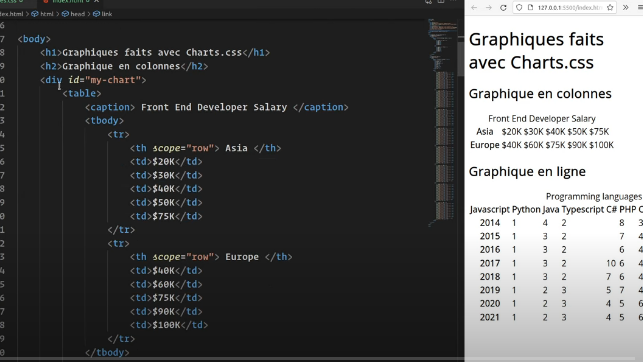 index.html
html > body > head > link
<body>
<h1>Graphiques faits avec Charts.css</h1>
<h2>Graphique en colonnes</h2>
<div id="my-chart">
<table>
<caption> Front End Developer Salary </caption>
<tbody>
<tr>
<th scope="row"> Asia </th>
<td>$20K</td>
<td>$30K</td>
<td>$40K</td>
<td>$50K</td>
<td>$75K</td>
</tr>
<tr>
<th scope="row"> Europe </th>
<td>$40K</td>
<td>$60K</td>
<td>$75K</td>
<td>$90K</td>
<td>$100K</td>
</tr>
</tbody>
127.0.0.1:5501/index.htm
Graphiques faits
avec Charts.css
Graphique en colonnes
Front End Developer Salary
Asia $20K $30K $40K $50K $75K
Europe $40K $60K $75K $90K $100K
Graphique en ligne
Programming languages
Javascript Python Java Typescript C# PHP C
2014 1 4 2 8 3
2015 1 3 2 7 4
2016 1 3 2 6 4
2017 1 3 2 10 6 4
2018 1 3 2 7 6 4
2019 1 2 3 5 7 4
2020 1 2 3 4 5 6
2021 1 2 3 4 5 6